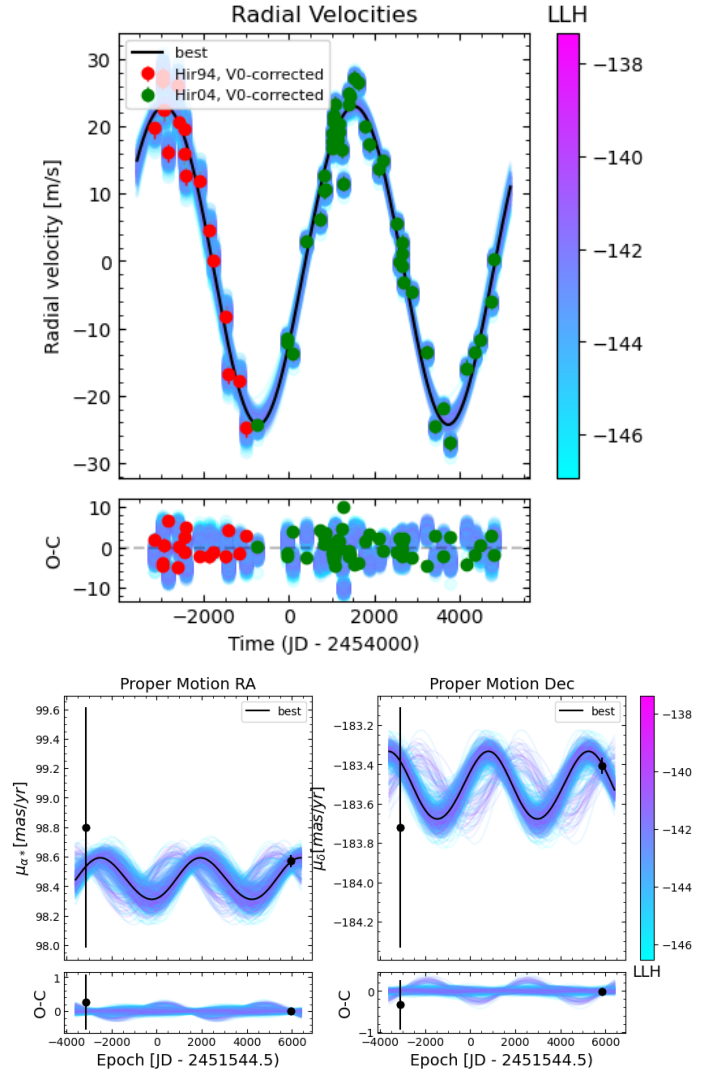 Radial Velocities
LLH
best
Hir94, V0-corrected
Hir04, V0-corrected
Radial velocity [m/s]
30
20
10
0
−10
−20
−30
−138
−140
−142
−144
−146
O-C
10
0
−10
−2000
0
2000
4000
Time (JD - 2454000)
Proper Motion RA
best
μα*[mas/yr]
99.6
99.4
99.2
99.0
98.8
98.6
98.4
98.2
98.0
O-C
1
0
−4000
−2000
0
2000
4000
6000
Epoch [JD - 2451544.5)
Proper Motion Dec
best
μδ[mas/yr]
−183.2
−183.4
−183.6
−183.8
−184.0
−184.2
−138
−140
−142
−144
−146
LLH
O-C
0
−1
−4000
−2000
0
2000
4000
6000
Epoch [JD - 2451544.5)